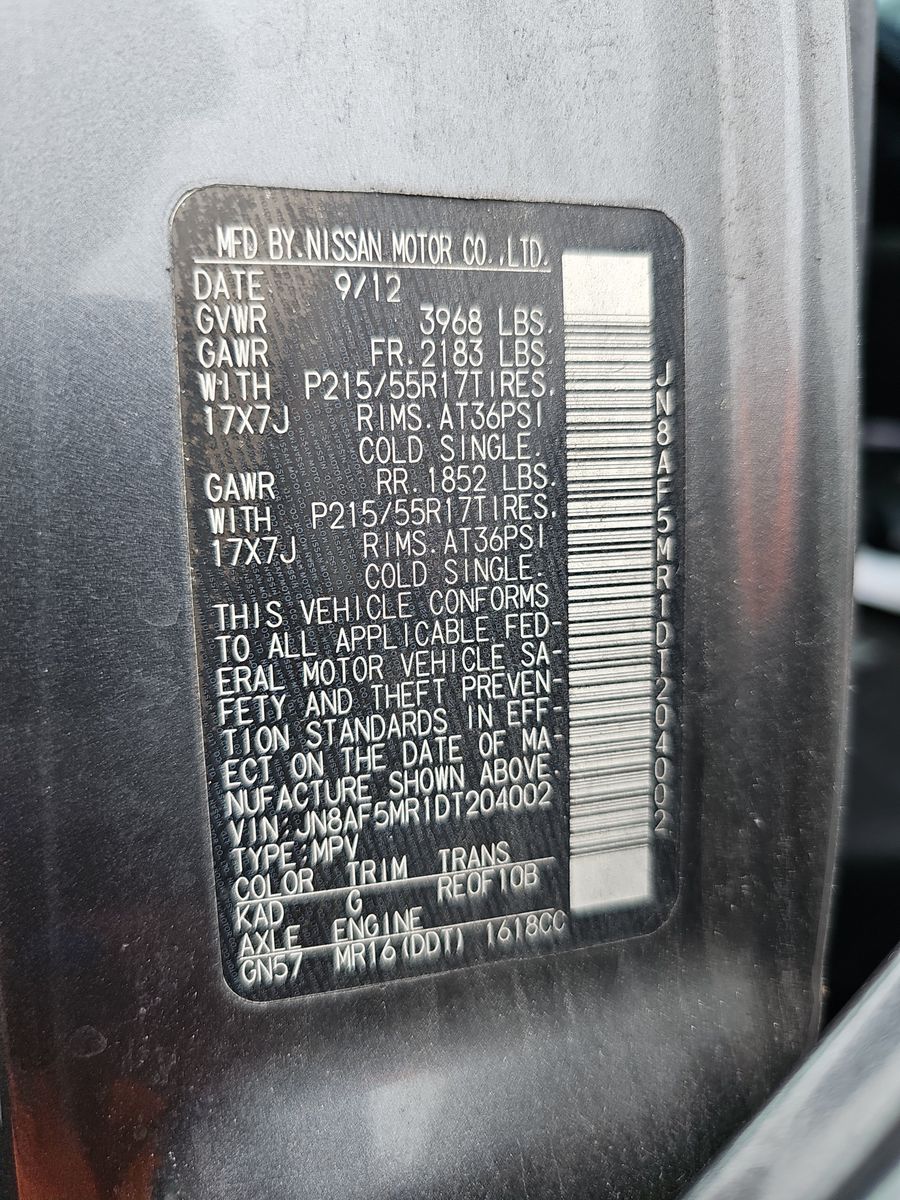 MFD BY.NISSAN MOTOR CO.,LTD.
DATE 9/12
GVWR 3968 LBS.
GAWR FR.2183 LBS.
WITH P215/55R17TIRES.
17X7J RIMS.AT36PSI
COLD SINGLE.
GAWR RR.1852 LBS.
WITH P215/55R17TIRES.
17X7J RIMS.AT36PSI
COLD SINGLE.
THIS VEHICLE CONFORMS
TO ALL APPLICABLE FED-
ERAL MOTOR VEHICLE SA-
FETY AND THEFT PREVEN-
TION STANDARDS IN EFF-
ECT ON THE DATE OF MA-
NUFACTURE SHOWN ABOVE.
VIN:JN8AF5MR1DT204002
TYPE:MPV
COLOR TRIM TRANS
KAD G RE0F10B
AXLE ENGINE
GN57 MR16(DDT) 1618CC
JN8AF5MR1DT204002